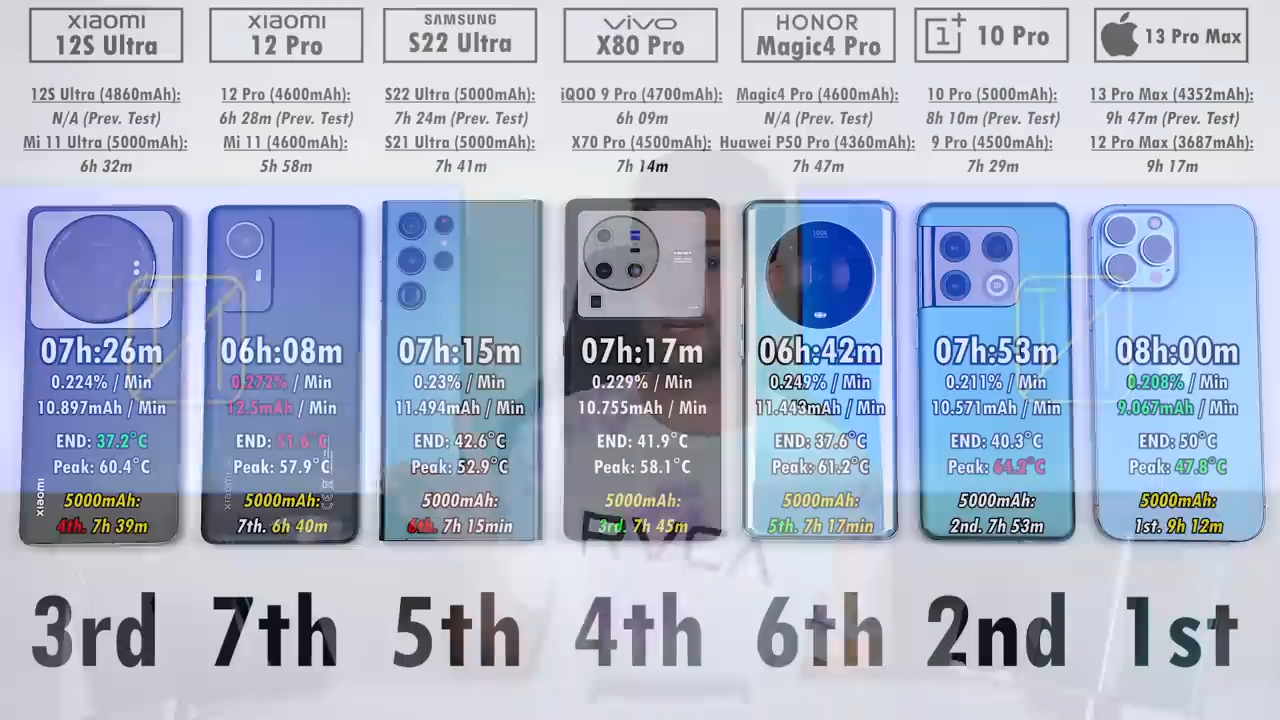 XIAOMI
12S Ultra
XIAOMI
12 Pro
SAMSUNG
S22 Ultra
vivo
X80 Pro
HONOR
Magic4 Pro
1+ 10 Pro
13 Pro Max
12S Ultra (4860mAh):
N/A (Prev. Test)
Mi 11 Ultra (5000mAh):
6h 32m
12 Pro (4600mAh):
6h 28m (Prev. Test)
Mi 11 (4600mAh):
5h 58m
S22 Ultra (5000mAh):
7h 24m (Prev. Test)
S21 Ultra (5000mAh):
7h 41m
iQOO 9 Pro (4700mAh):
6h 09m
X70 Pro (4500mAh):
7h 14m
Magic4 Pro (4600mAh):
N/A (Prev. Test)
Huawei P50 Pro (4360mAh):
7h 47m
10 Pro (5000mAh):
8h 10m (Prev. Test)
9 Pro (4500mAh):
7h 29m
13 Pro Max (4352mAh):
9h 47m (Prev. Test)
12 Pro Max (3687mAh):
9h 17m
07h:26m
0.224% / Min
10.897mAh / Min
END: 37.2°C
Peak: 60.4°C
5000mAh:
4th. 7h 39m
XIAOMI
06h:08m
0.272% / Min
12.5mAh / Min
END: 51.6°C
Peak: 57.9°C
5000mAh:
7th. 6h 40m
xiaomi
07h:15m
0.23% / Min
11.494mAh / Min
END: 42.6°C
Peak: 52.9°C
5000mAh:
6th. 7h 15min
07h:17m
0.229% / Min
10.755mAh / Min
END: 41.9°C
Peak: 58.1°C
5000mAh:
3rd. 7h 45m
100X
06h:42m
0.249% / Min
11.443mAh / Min
END: 37.6°C
Peak: 61.2°C
5000mAh:
5th. 7h 17min
07h:53m
0.211% / Min
10.571mAh / Min
END: 40.3°C
Peak: 64.2°C
5000mAh:
2nd. 7h 53m
08h:00m
0.208% / Min
9.067mAh / Min
END: 50°C
Peak: 47.8°C
5000mAh:
1st. 9h 12m
3rd
7th
5th
4th
6th
2nd
1st